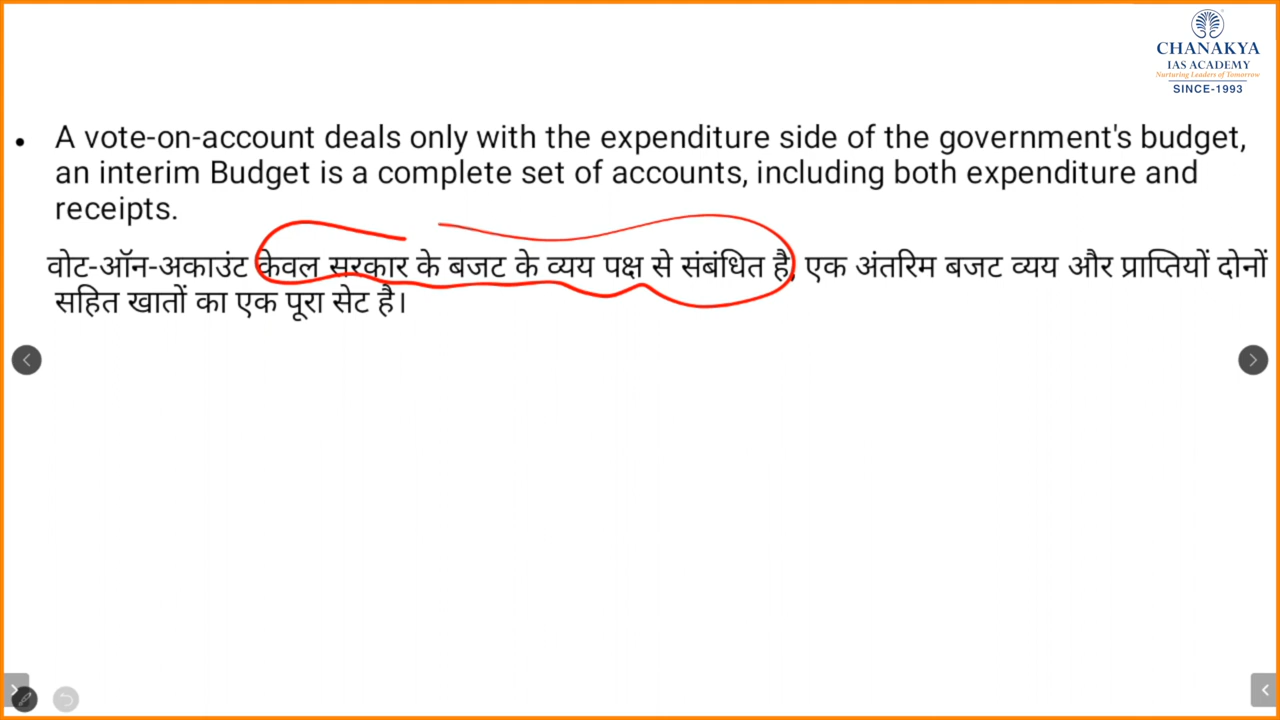 CHANAKYA
IAS ACADEMY
Nurturing Leaders of Tomorrow
SINCE-1993
• A vote-on-account deals only with the expenditure side of the government's budget,
an interim Budget is a complete set of accounts, including both expenditure and
receipts.
वोट-ऑन-अकाउंट केवल सरकार के बजट के व्यय पक्ष से संबंधित है, एक अंतरिम बजट व्यय और प्राप्तियों दोनों
सहित खातों का एक पूरा सेट है।